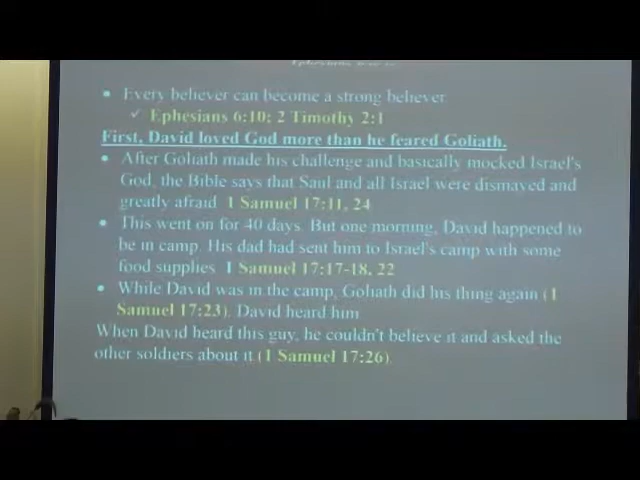 • Every believer can become a strong believer
✓ Ephesians 6:10; 2 Timothy 2:1
First, David loved God more than he feared Goliath.
• After Goliath made his challenge and basically mocked Israel's
God, the Bible says that Saul and all Israel were dismayed and
greatly afraid 1 Samuel 17:11, 24
• This went on for 40 days. But one morning, David happened to
be in camp. His dad had sent him to Israel's camp with some
food supplies 1 Samuel 17:17-18, 22
• While David was in the camp, Goliath did his thing again (1
Samuel 17:23). David heard him
When David heard this guy, he couldn't believe it and asked the
other soldiers about it (1 Samuel 17:26)